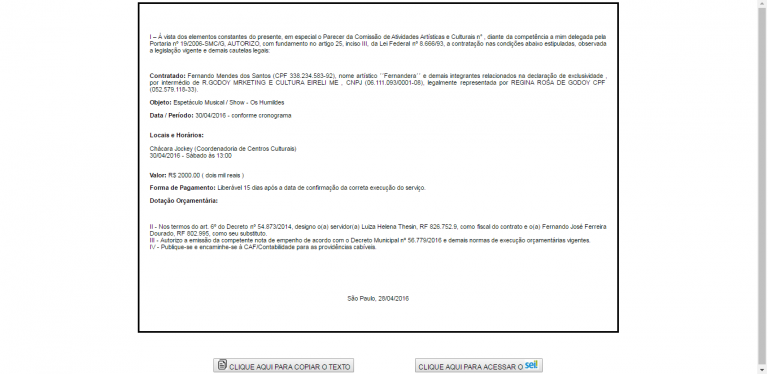 I – À vista dos elementos constantes do presente, em especial o Parecer da Comissão de Atividades Artísticas e Culturais n° , diante da competência a mim delegada pela
Portaria nº 19/2006-SMC/G, AUTORIZO, com fundamento no artigo 25, inciso III, da Lei Federal nº 8.666/93, a contratação nas condições abaixo estipuladas, observada
a legislação vigente e demais cautelas legais:
Contratado: Fernando Mendes dos Santos (CPF 338.234.583-92), nome artístico ``Fernandera´´ e demais integrantes relacionados na declaração de exclusividade ,
por intermédio de R.GODOY MRKETING E CULTURA EIRELI ME , CNPJ (06.111.093/0001-08), legalmente representada por REGINA ROSA DE GODOY CPF
(052.579.118-33).
Objeto: Espetáculo Musical / Show - Os Humildes
Data / Período: 30/04/2016 - conforme cronograma
Locais e Horários:
Chácara Jockey (Coordenadoria de Centros Culturais)
30/04/2016 - Sábado às 13:00
Valor: R$ 2000.00 ( dois mil reais )
Forma de Pagamento: Liberável 15 dias após a data de confirmação da correta execução do serviço.
Dotação Orçamentária:
II - Nos termos do art. 6º do Decreto nº 54.873/2014, designo o(a) servidor(a) Luiza Helena Thesin, RF 826.752.9, como fiscal do contrato e o(a) Fernando José Ferreira
Dourado, RF 802.995, como seu substituto.
III - Autorizo a emissão da competente nota de empenho de acordo com o Decreto Municipal nº 56.779/2016 e demais normas de execução orçamentárias vigentes.
IV - Publique-se e encaminhe-se à CAF/Contabilidade para as providências cabíveis.
São Paulo, 28/04/2016
CLIQUE AQUI PARA COPIAR O TEXTO
CLIQUE AQUI PARA ACESSAR O sei!